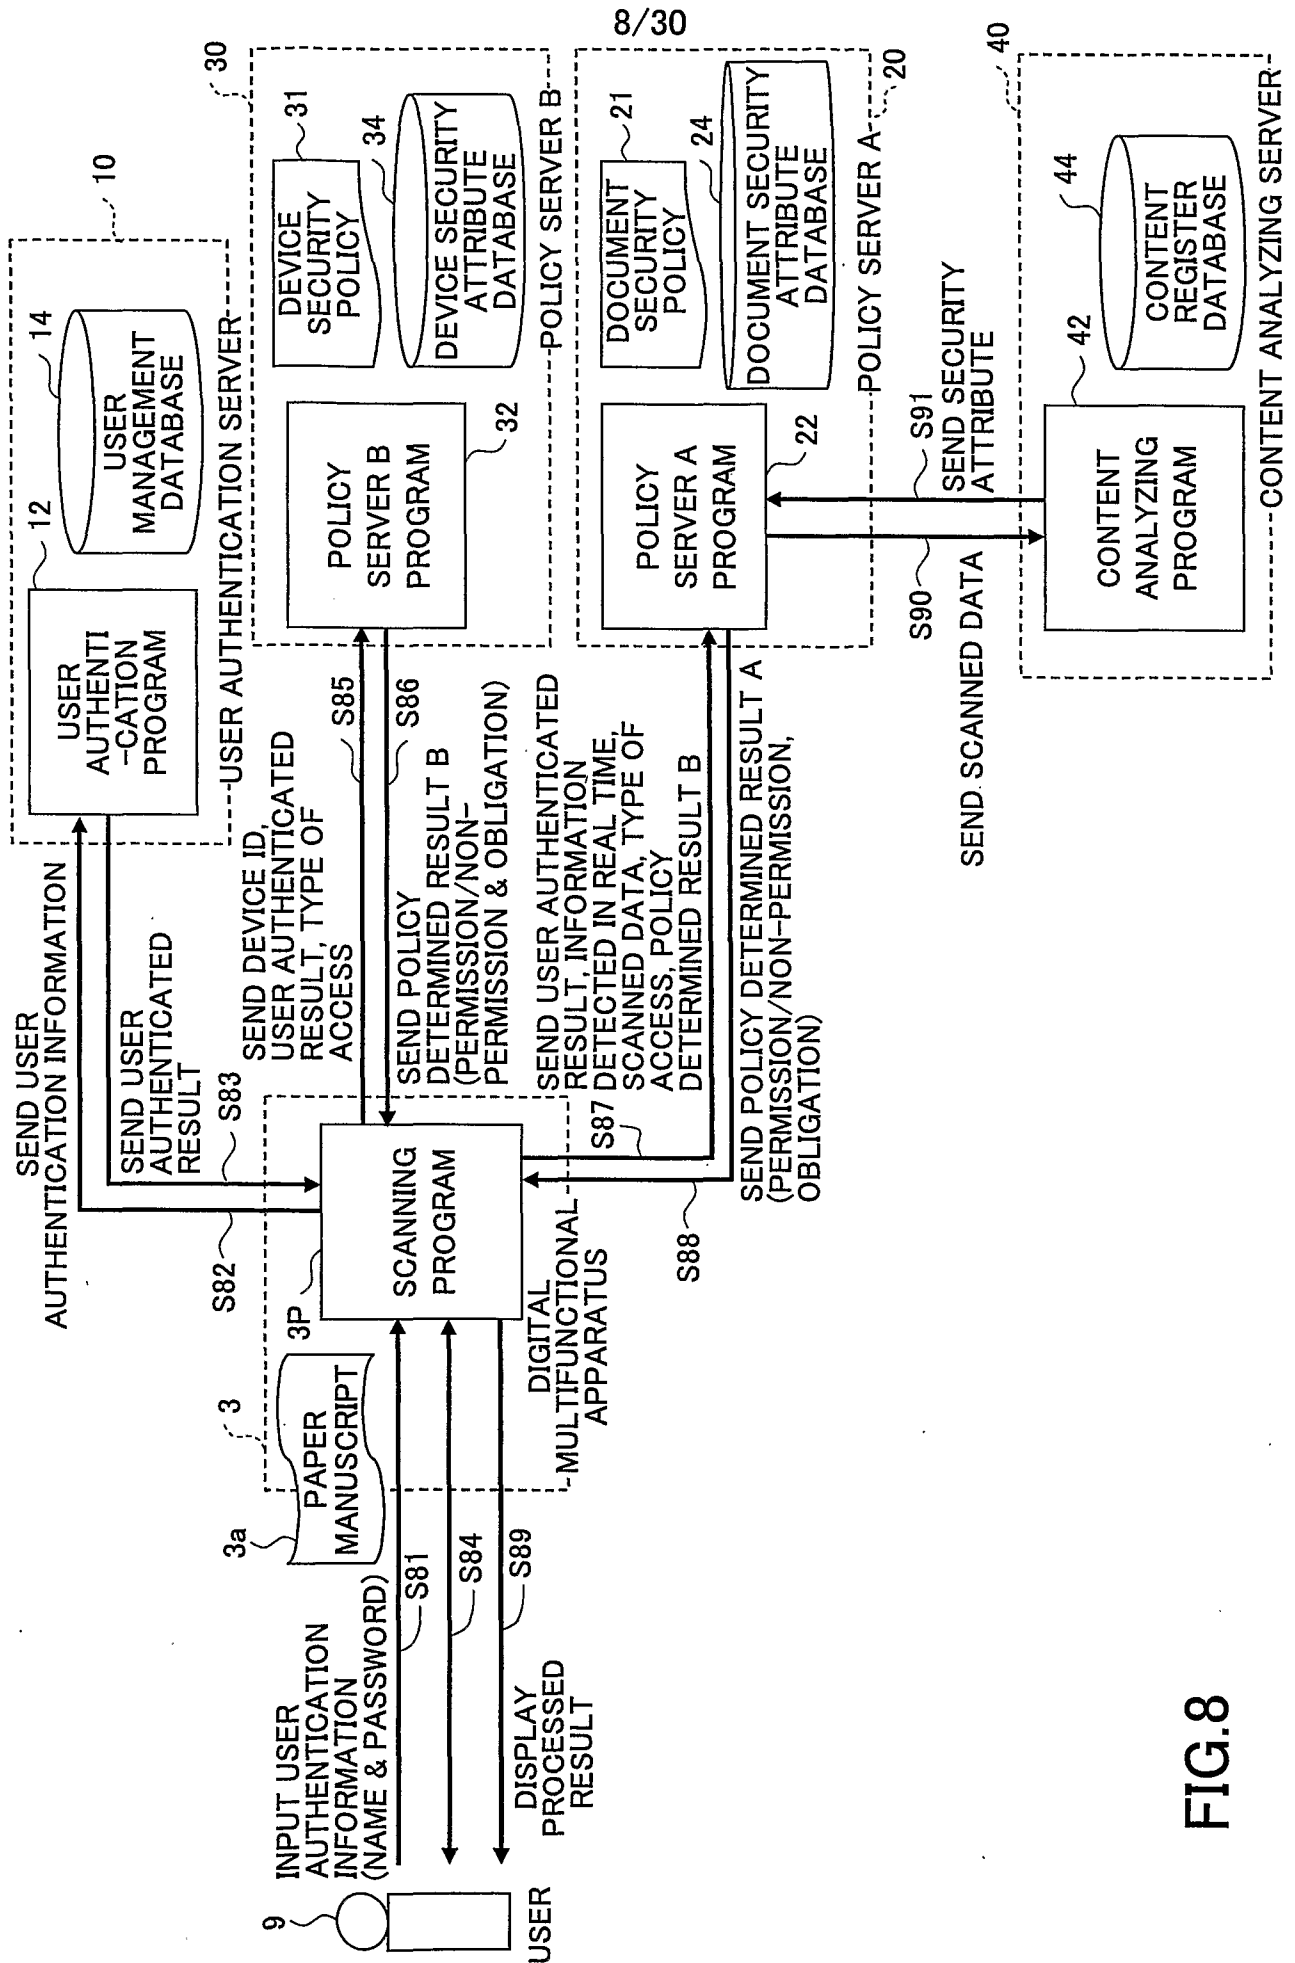 8/30
10
14
USER
MANAGEMENT
DATABASE
12
USER
AUTHENTI
-CATION
PROGRAM
USER AUTHENTICATION SERVER
30
31
DEVICE
SECURITY
POLICY
34
DEVICE SECURITY
ATTRIBUTE
DATABASE
POLICY
SERVER B
PROGRAM
32
POLICY SERVER B
20
21
DOCUMENT
SECURITY
POLICY
24
DOCUMENT SECURITY
ATTRIBUTE
DATABASE
POLICY
SERVER A
PROGRAM
22
POLICY SERVER A
40
44
CONTENT
REGISTER
DATABASE
42
CONTENT
ANALYZING
PROGRAM
CONTENT ANALYZING SERVER
S91
SEND SECURITY
ATTRIBUTE
S90
SEND SCANNED DATA
SEND USER
AUTHENTICATION INFORMATION
S82
SEND USER
AUTHENTICATED
RESULT
S83
SEND DEVICE ID,
USER AUTHENTICATED
RESULT, TYPE OF
ACCESS
S85
S86
SEND POLICY
DETERMINED RESULT B
(PERMISSION/NON-
PERMISSION & OBLIGATION)
SEND USER AUTHENTICATED
RESULT, INFORMATION
DETECTED IN REAL TIME,
SCANNED DATA, TYPE OF
ACCESS, POLICY
DETERMINED RESULT B
S87
SEND POLICY DETERMINED RESULT A
(PERMISSION/NON-PERMISSION,
OBLIGATION)
S88
3P
SCANNING
PROGRAM
DIGITAL
MULTIFUNCTIONAL
APPARATUS
3
3a
PAPER
MANUSCRIPT
INPUT USER
AUTHENTICATION
INFORMATION
(NAME & PASSWORD)
S81
S84
S89
DISPLAY
PROCESSED
RESULT
9
USER
FIG.8